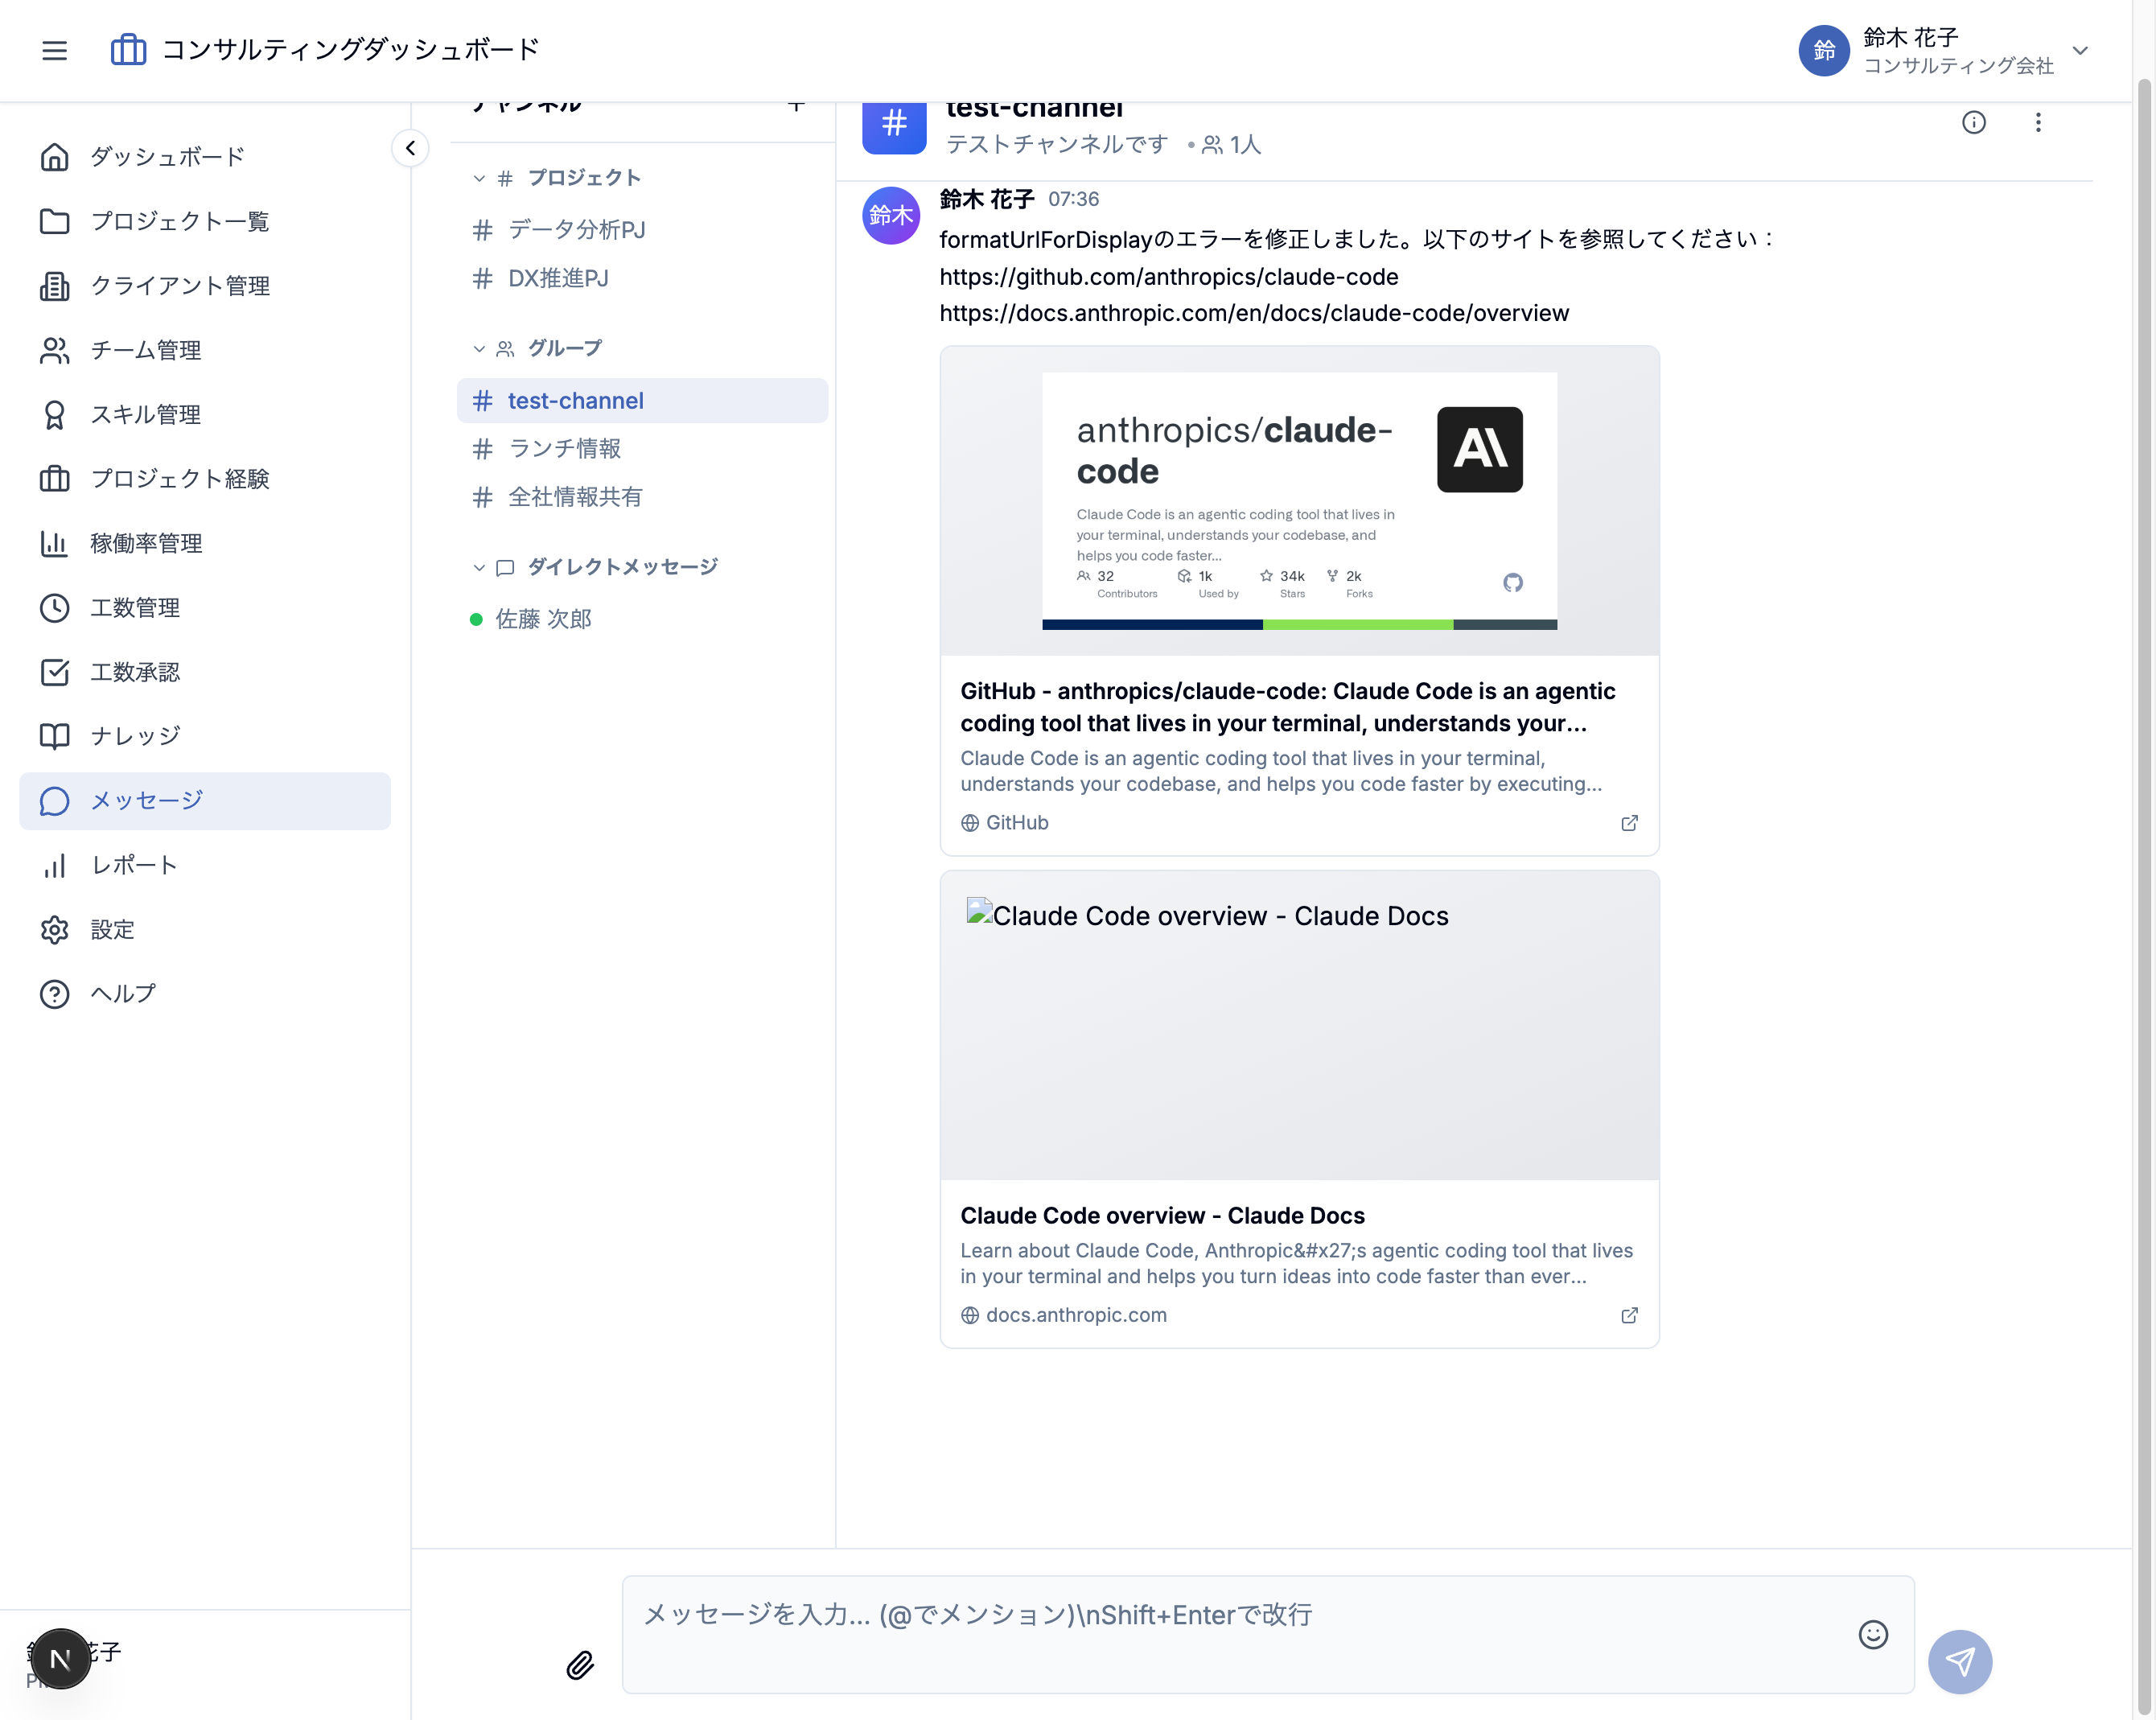 コンサルティングダッシュボード
鈴
鈴木 花子
コンサルティング会社
ダッシュボード
プロジェクト一覧
クライアント管理
チーム管理
スキル管理
プロジェクト経験
稼働率管理
工数管理
工数承認
ナレッジ
メッセージ
レポート
設定
ヘルプ
花子
N
チャンネル
プロジェクト
# データ分析PJ
# DX推進PJ
グループ
# test-channel
# ランチ情報
# 全社情報共有
ダイレクトメッセージ
佐藤 次郎
#
test-channel
テストチャンネルです • 1人
鈴木
鈴木 花子 07:36
formatUrlForDisplayのエラーを修正しました。以下のサイトを参照してください：
https://github.com/anthropics/claude-code
https://docs.anthropic.com/en/docs/claude-code/overview
anthropics/claude-
code
Claude Code is an agentic coding tool that lives in
your terminal, understands your codebase, and
helps you code faster...
32 1k 34k 2k
Contributors Used by Stars Forks
GitHub - anthropics/claude-code: Claude Code is an agentic
coding tool that lives in your terminal, understands your...
Claude Code is an agentic coding tool that lives in your terminal,
understands your codebase, and helps you code faster by executing...
GitHub
Claude Code overview - Claude Docs
Claude Code overview - Claude Docs
Learn about Claude Code, Anthropic&#x27;s agentic coding tool that lives
in your terminal and helps you turn ideas into code faster than ever...
docs.anthropic.com
メッセージを入力... (@でメンション)\nShift+Enterで改行